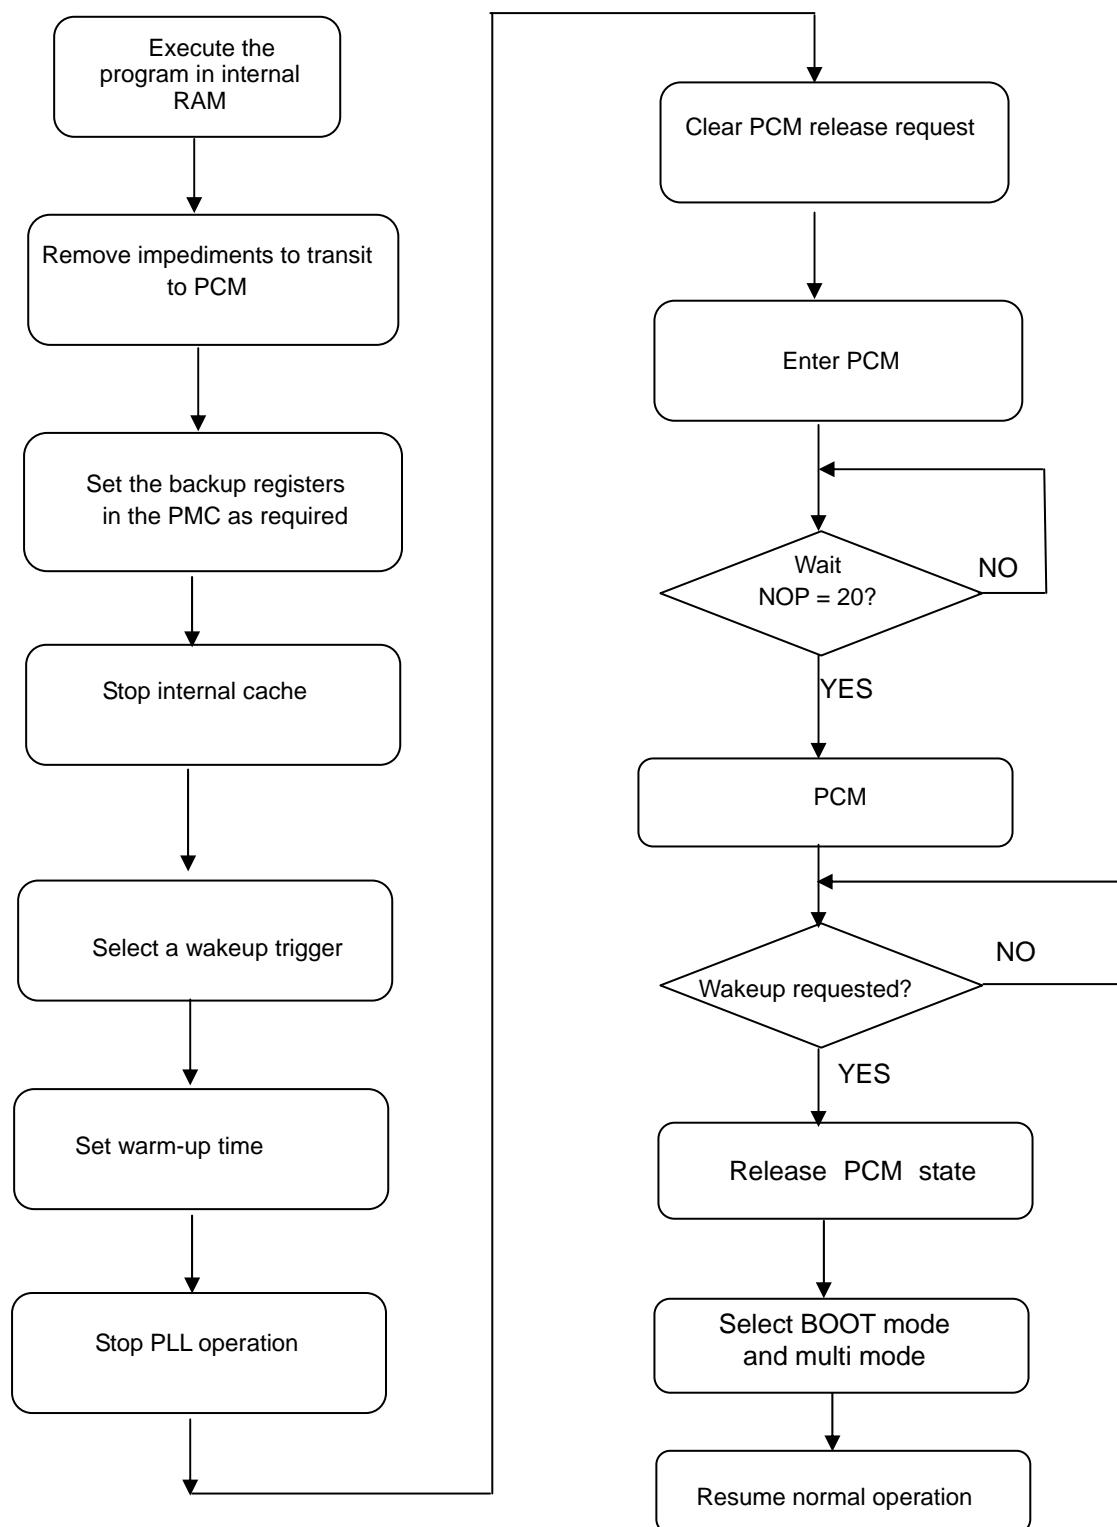 Execute the
program in internal
RAM
Remove impediments to transit
to PCM
Set the backup registers
in the PMC as required
Stop internal cache
Select a wakeup trigger
Set warm-up time
Stop PLL operation
Clear PCM release request
Enter PCM
Wait
NOP = 20?
NO
YES
PCM
NO
Wakeup requested?
YES
Release PCM state
Select BOOT mode
and multi mode
Resume normal operation